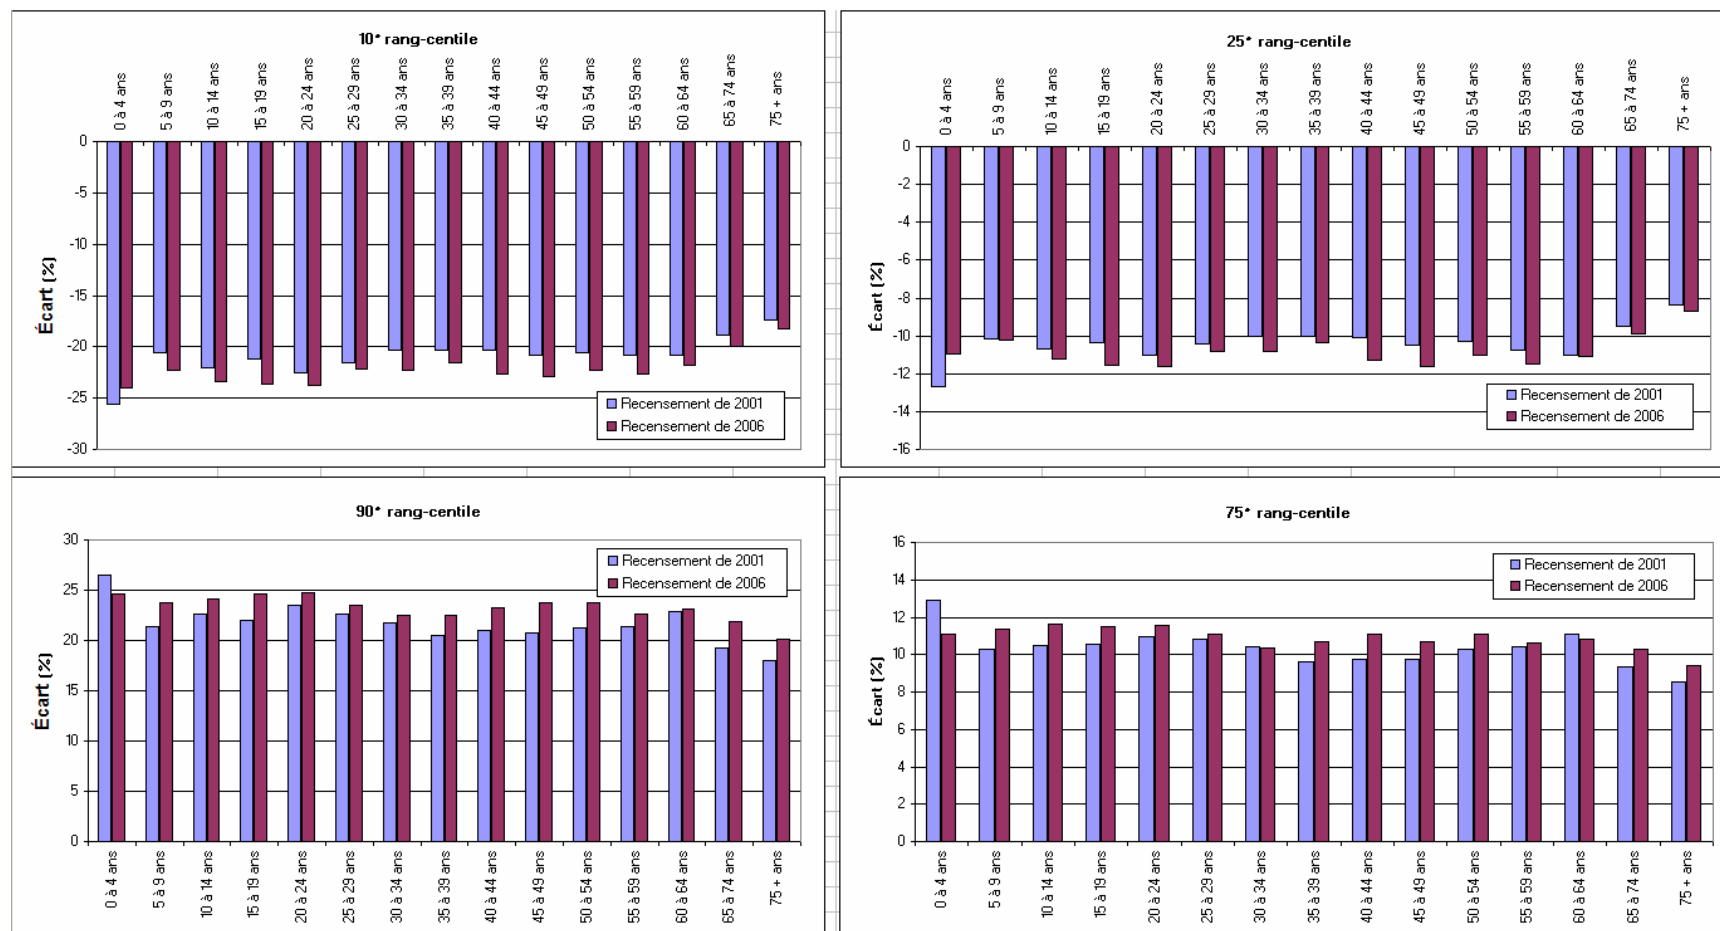 10ᵉ rang-centile
0 à 4 ans
5 à 9 ans
10 à 14 ans
15 à 19 ans
20 à 24 ans
25 à 29 ans
30 à 34 ans
35 à 39 ans
40 à 44 ans
45 à 49 ans
50 à 54 ans
55 à 59 ans
60 à 64 ans
65 à 74 ans
75 + ans
0
-5
-10
-15
-20
-25
-30
Écart (%)
Recensement de 2001
Recensement de 2006
25ᵉ rang-centile
0 à 4 ans
5 à 9 ans
10 à 14 ans
15 à 19 ans
20 à 24 ans
25 à 29 ans
30 à 34 ans
35 à 39 ans
40 à 44 ans
45 à 49 ans
50 à 54 ans
55 à 59 ans
60 à 64 ans
65 à 74 ans
75 + ans
0
-2
-4
-6
-8
-10
-12
-14
-16
Écart (%)
Recensement de 2001
Recensement de 2006
90ᵉ rang-centile
30
25
20
15
10
5
0
Écart (%)
Recensement de 2001
Recensement de 2006
0 à 4 ans
5 à 9 ans
10 à 14 ans
15 à 19 ans
20 à 24 ans
25 à 29 ans
30 à 34 ans
35 à 39 ans
40 à 44 ans
45 à 49 ans
50 à 54 ans
55 à 59 ans
60 à 64 ans
65 à 74 ans
75 + ans
75ᵉ rang-centile
16
14
12
10
8
6
4
2
0
Écart (%)
Recensement de 2001
Recensement de 2006
0 à 4 ans
5 à 9 ans
10 à 14 ans
15 à 19 ans
20 à 24 ans
25 à 29 ans
30 à 34 ans
35 à 39 ans
40 à 44 ans
45 à 49 ans
50 à 54 ans
55 à 59 ans
60 à 64 ans
65 à 74 ans
75 + ans